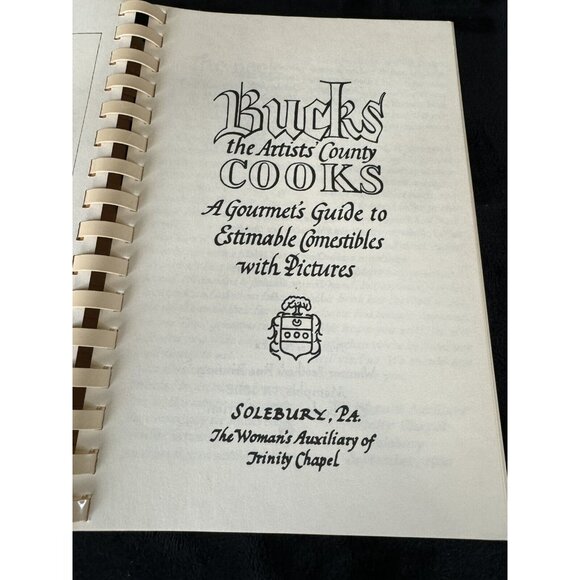 Bucks
the Artists' County
COOKS
A Gourmet's Guide to
Estimable Comestibles
with Pictures
SOLEBURY, PA.
The Woman's Auxiliary of
Trinity Chapel